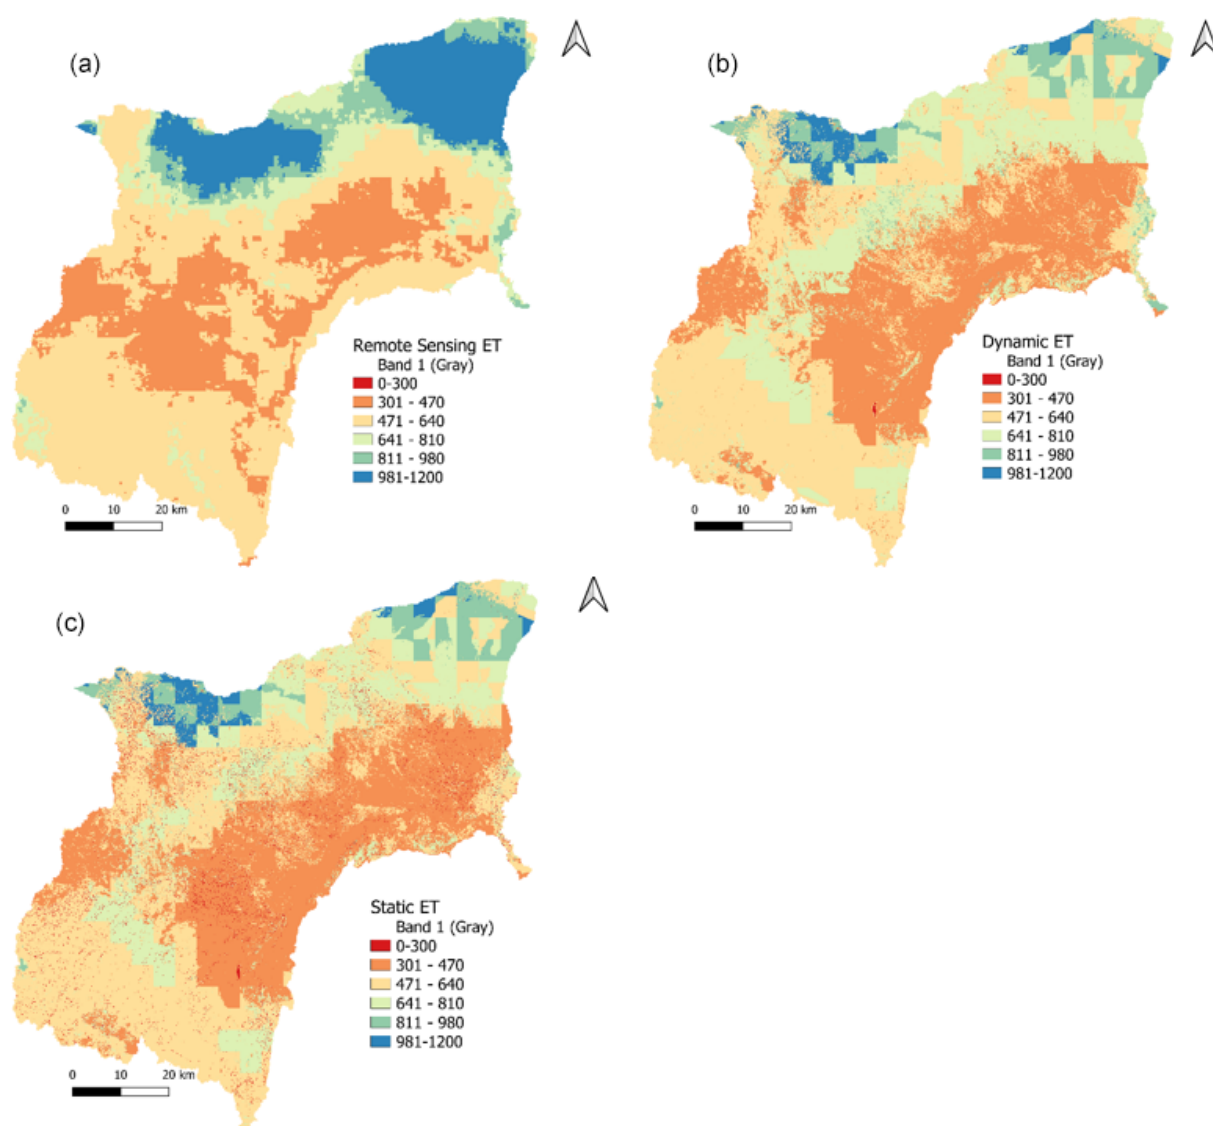 (a)
Remote Sensing ET
Band 1 (Gray)
0-300
301 - 470
471 - 640
641 - 810
811 - 980
981-1200
0 10 20 km
(b)
Dynamic ET
Band 1 (Gray)
0-300
301 - 470
471 - 640
641 - 810
811 - 980
981-1200
0 10 20 km
(c)
Static ET
Band 1 (Gray)
0-300
301 - 470
471 - 640
641 - 810
811 - 980
981-1200
0 10 20 km